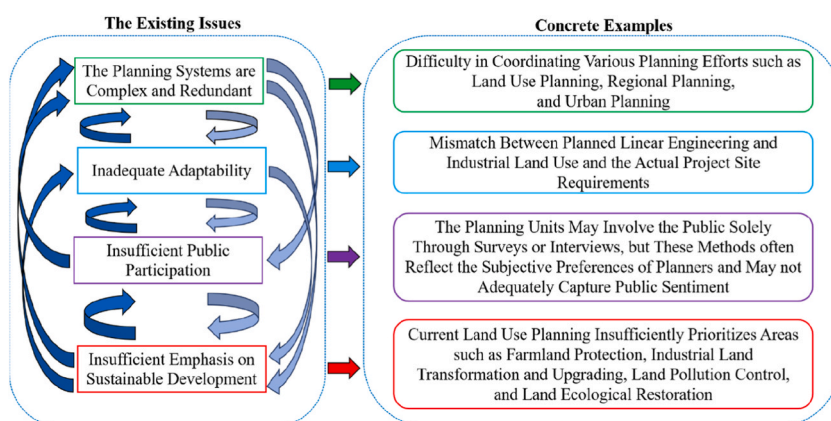 The Existing Issues
The Planning Systems are
Complex and Redundant
Inadequate Adaptability
Insufficient Public
Participation
Insufficient Emphasis on
Sustainable Development
Concrete Examples
Difficulty in Coordinating Various Planning Efforts such as
Land Use Planning, Regional Planning,
and Urban Planning
Mismatch Between Planned Linear Engineering and
Industrial Land Use and the Actual Project Site
Requirements
The Planning Units May Involve the Public Solely
Through Surveys or Interviews, but These Methods often
Reflect the Subjective Preferences of Planners and May not
Adequately Capture Public Sentiment
Current Land Use Planning Insufficiently Prioritizes Areas
such as Farmland Protection, Industrial Land
Transformation and Upgrading, Land Pollution Control,
and Land Ecological Restoration